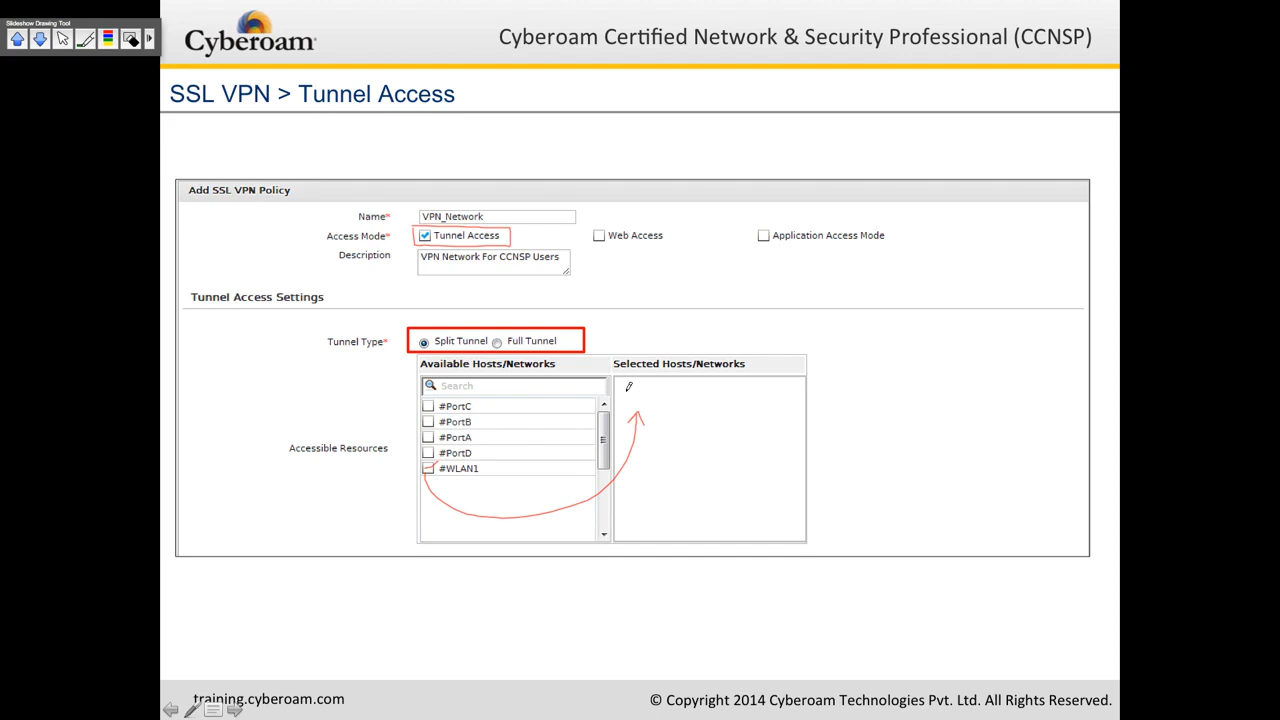 Slideshow Drawing Tool
Cyberoam
Cyberoam Certified Network & Security Professional (CCNSP)
SSL VPN > Tunnel Access
Add SSL VPN Policy
Name* VPN_Network
Access Mode* Tunnel Access Web Access Application Access Mode
Description VPN Network For CCNSP Users
Tunnel Access Settings
Tunnel Type* Split Tunnel Full Tunnel
Available Hosts/Networks Selected Hosts/Networks
Search
#PortC
#PortB
#PortA
Accessible Resources
#PortD
#WLAN1
training.cyberoam.com © Copyright 2014 Cyberoam Technologies Pvt. Ltd. All Rights Reserved.